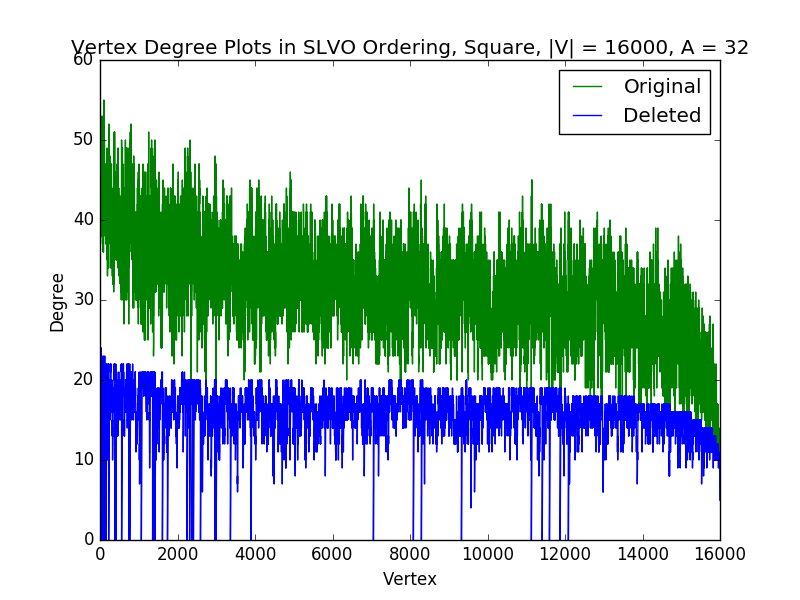 Vertex Degree Plots in SLVO Ordering, Square, |V| = 16000, A = 32
Original
Deleted
60
50
40
30
20
10
0
Degree
0 2000 4000 6000 8000 10000 12000 14000 16000
Vertex